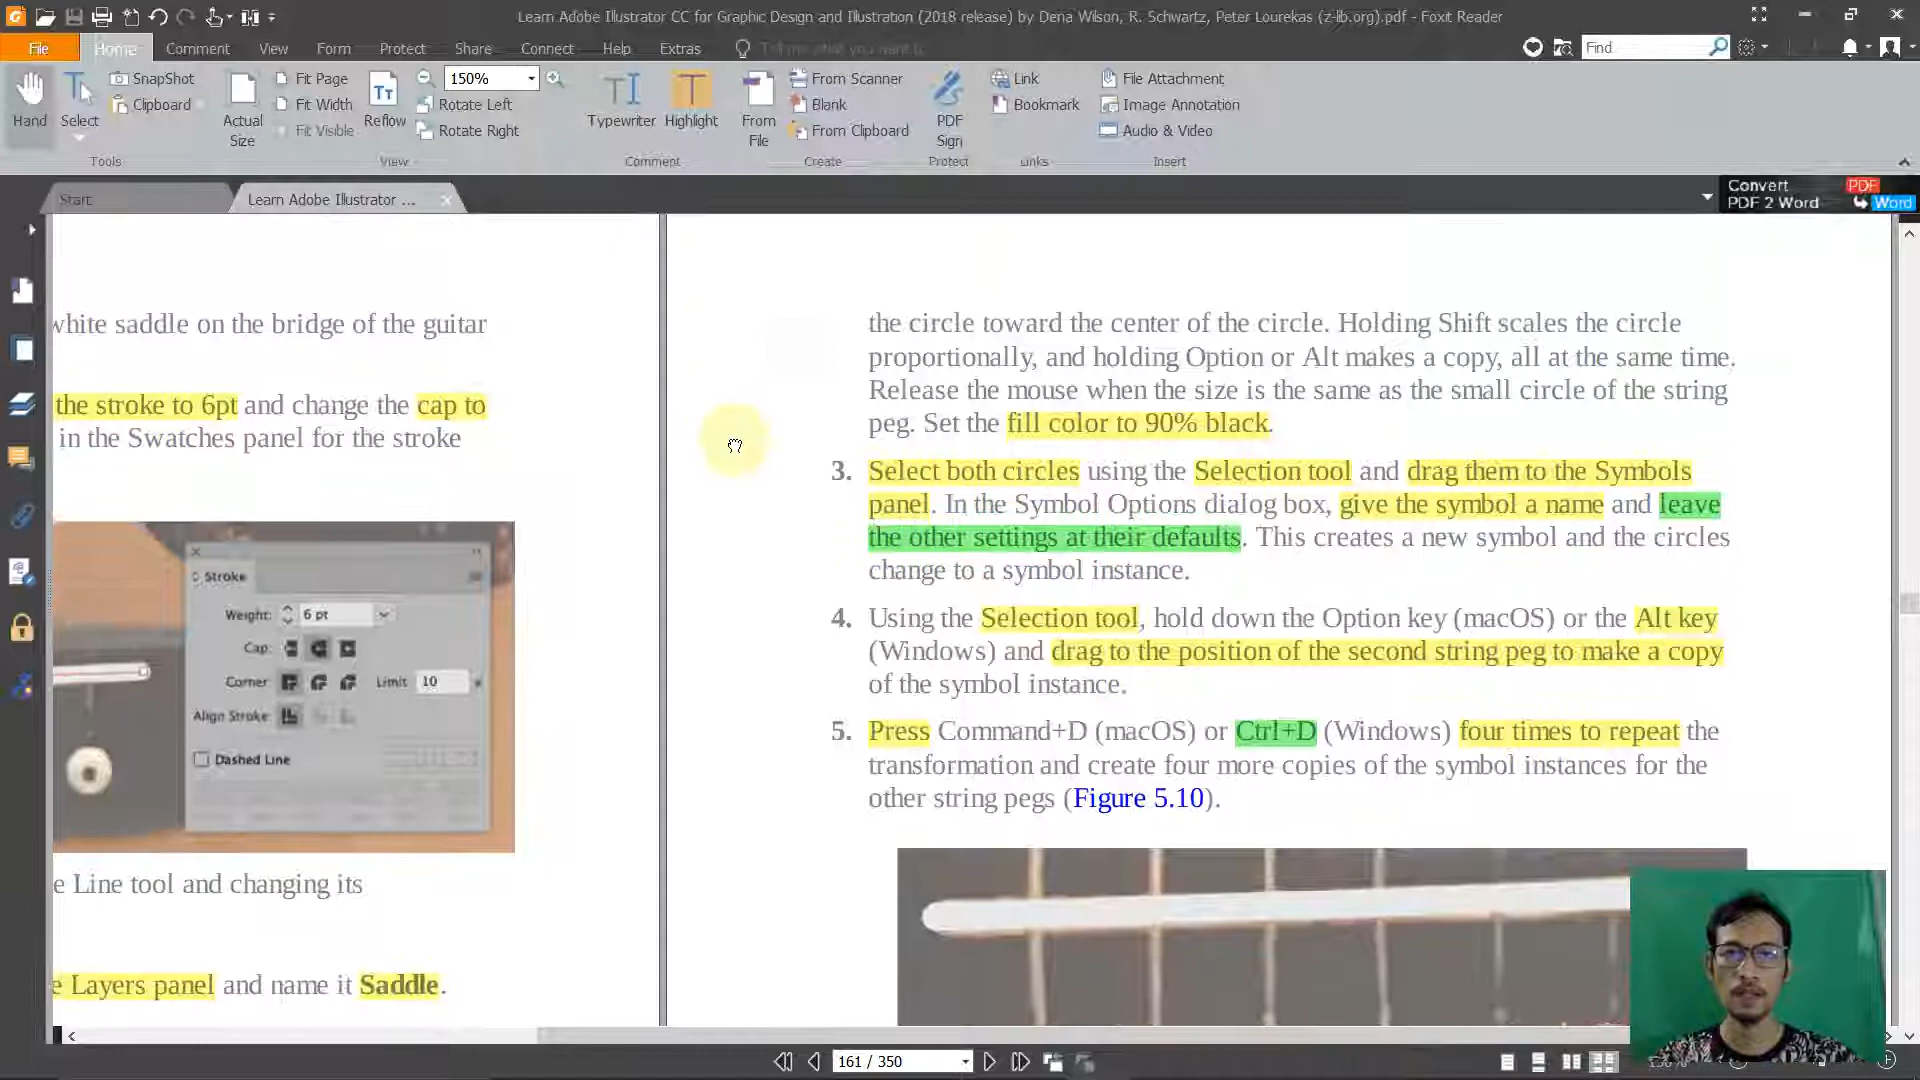 Learn Adobe Illustrator CC for Graphic Design and Illustration (2018 release) by Dena Wilson, R. Schwartz, Peter Lourekas (z-lib.org).pdf - Foxit Reader
File Home Comment View Form Protect Share Connect Help Extras Tell me what you want t.. Find
Hand
Select
SnapShot
Clipboard
Tools
Actual Size
Fit Page
Fit Width
Fit Visible
Reflow
150%
Rotate Left
Rotate Right
View
Typewriter
Highlight
Comment
From File
From Scanner
Blank
From Clipboard
Create
PDF Sign
Protect
Link
Bookmark
Links
File Attachment
Image Annotation
Audio & Video
Insert
Start
Learn Adobe Illustrator ...
Convert PDF
PDF 2 Word Word
white saddle on the bridge of the guitar
the stroke to 6pt and change the cap to
in the Swatches panel for the stroke
Stroke
Weight: 6 pt
Cap:
Corner: Limit 10
Align Stroke:
Dashed Line
e Line tool and changing its
e Layers panel and name it Saddle.
the circle toward the center of the circle. Holding Shift scales the circle
proportionally, and holding Option or Alt makes a copy, all at the same time.
Release the mouse when the size is the same as the small circle of the string
peg. Set the fill color to 90% black.
3. Select both circles using the Selection tool and drag them to the Symbols
panel. In the Symbol Options dialog box, give the symbol a name and leave
the other settings at their defaults. This creates a new symbol and the circles
change to a symbol instance.
4. Using the Selection tool, hold down the Option key (macOS) or the Alt key
(Windows) and drag to the position of the second string peg to make a copy
of the symbol instance.
5. Press Command+D (macOS) or Ctrl+D (Windows) four times to repeat the
transformation and create four more copies of the symbol instances for the
other string pegs (Figure 5.10).
161 / 350